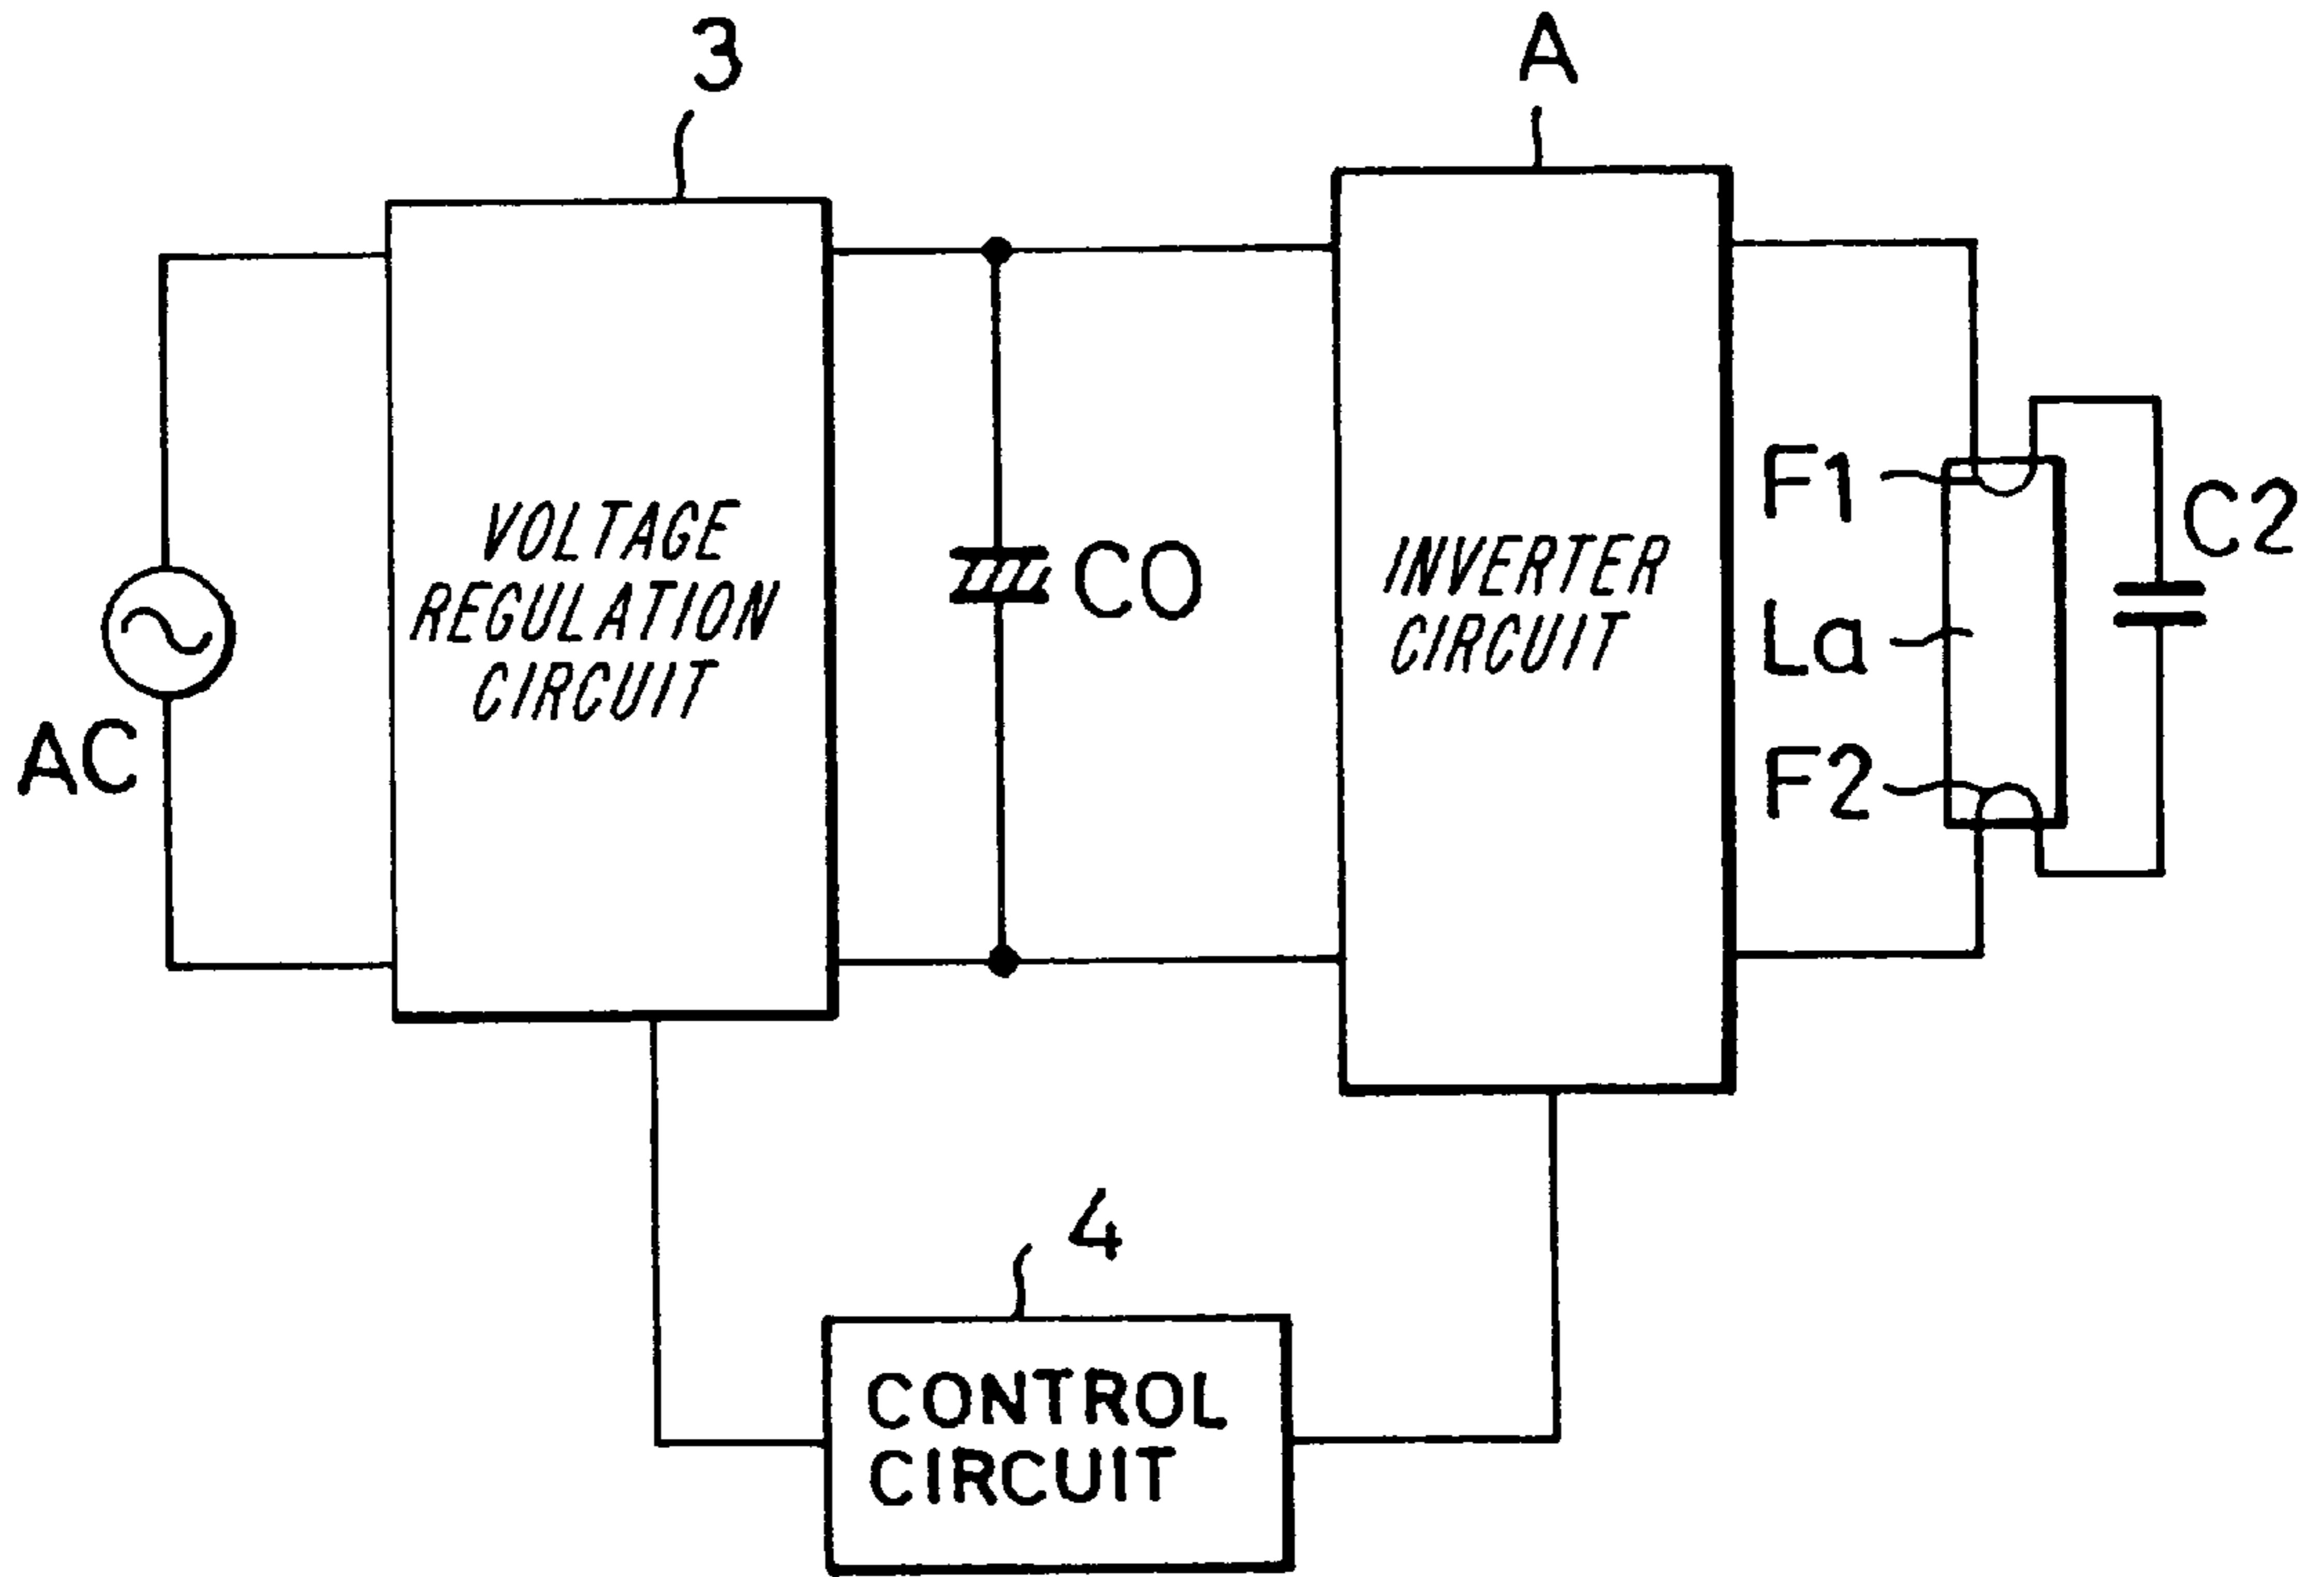 3
A
VOLTAGE
REGULATION
CIRCUIT
CO
INVERTER
CIRCUIT
F1
La
F2
C2
AC
4
CONTROL
CIRCUIT